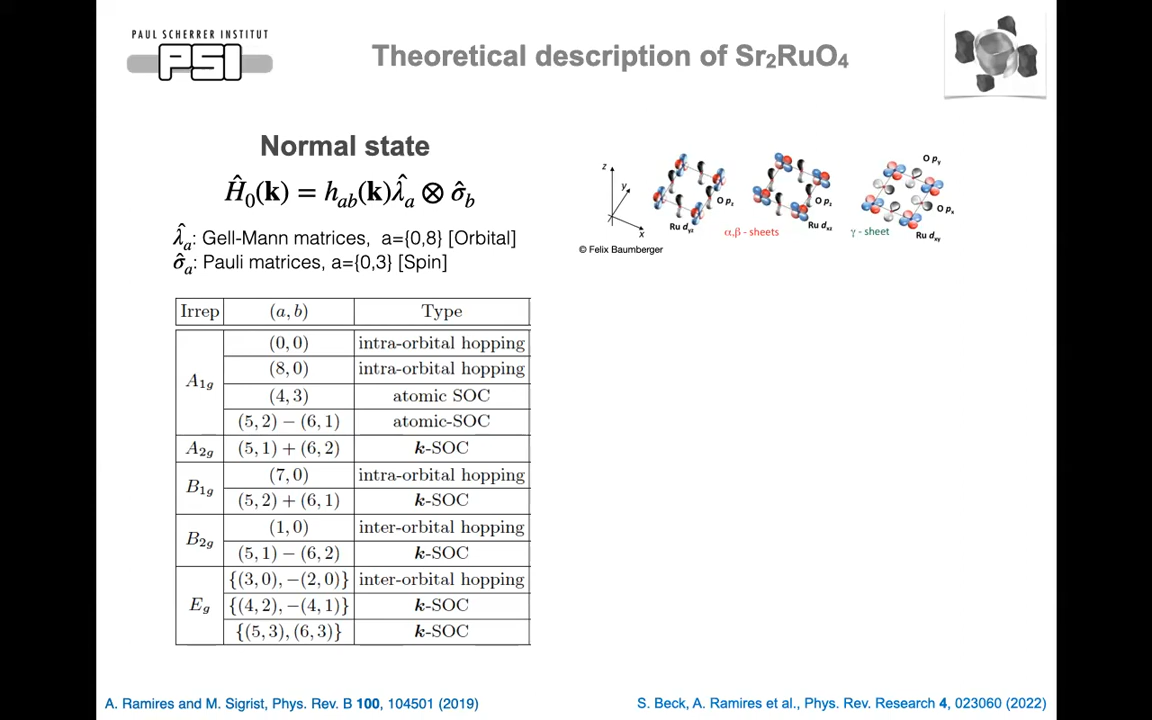 PAUL SCHERRER INSTITUT
PSI
Theoretical description of Sr₂RuO₄
Normal state
Ĥ₀(𝐤) = h_ab(𝐤)λ̂_a ⊗ σ̂_b
λ̂_a: Gell-Mann matrices, a={0,8} [Orbital]
σ̂_a: Pauli matrices, a={0,3} [Spin]
Irrep (a, b) Type
A₁g (0, 0) intra-orbital hopping
(8, 0) intra-orbital hopping
(4, 3) atomic SOC
(5, 2) − (6, 1) atomic-SOC
A₂g (5, 1) + (6, 2) k-SOC
B₁g (7, 0) intra-orbital hopping
(5, 2) + (6, 1) k-SOC
B₂g (1, 0) inter-orbital hopping
(5, 1) − (6, 2) k-SOC
E_g {(3, 0), −(2, 0)} inter-orbital hopping
{(4, 2), −(4, 1)} k-SOC
{(5, 3), (6, 3)} k-SOC
z
y
x
O p_z
Ru d_yz
α,β - sheets
O p_z
Ru d_xz
γ - sheet
O p_y
O p_x
Ru d_xy
© Felix Baumberger
A. Ramires and M. Sigrist, Phys. Rev. B 100, 104501 (2019)
S. Beck, A. Ramires et al., Phys. Rev. Research 4, 023060 (2022)